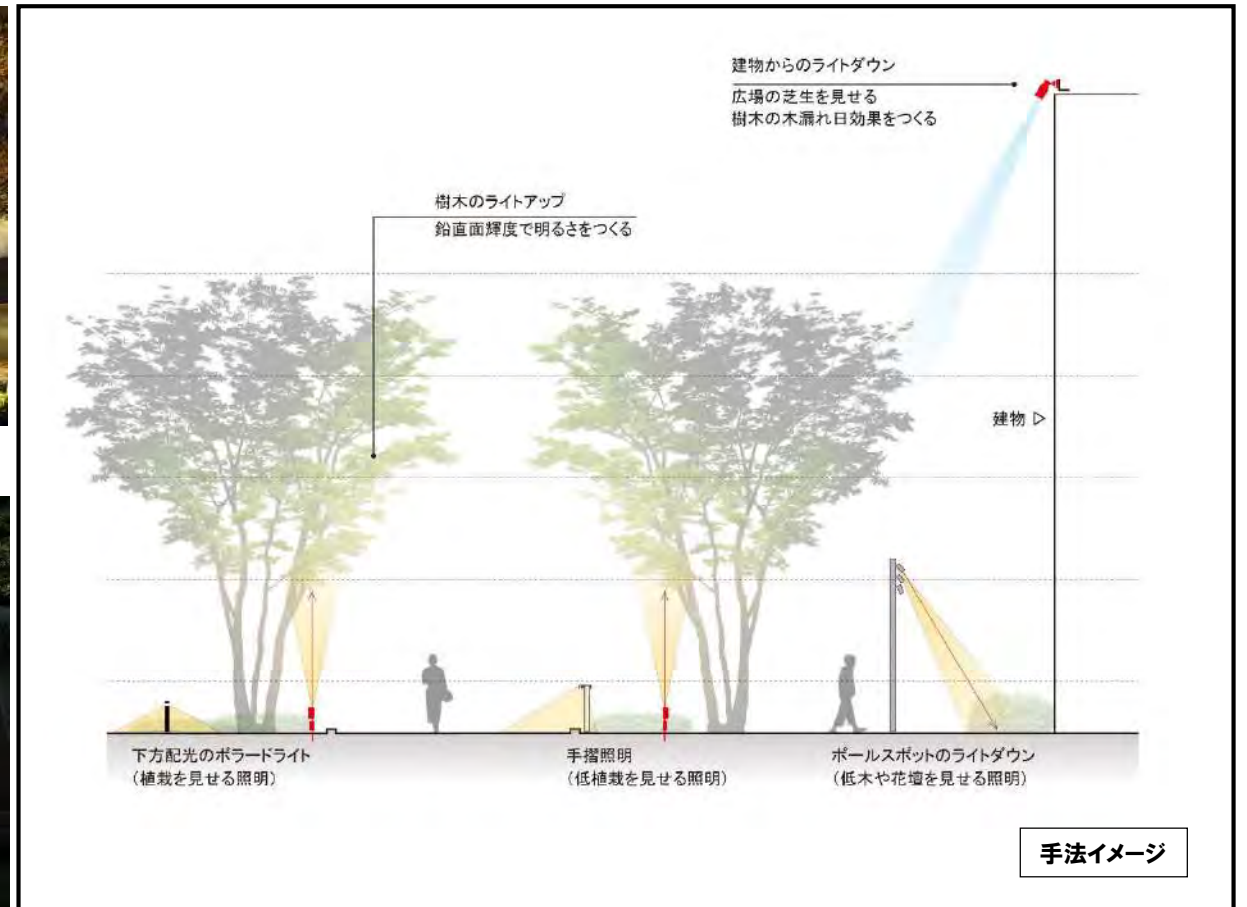 建物からのライトダウン
広場の芝生を見せる
樹木の木漏れ日効果をつくる
樹木のライトアップ
鉛直面輝度で明るさをつくる
建物 ▷
下方配光のボラードライト
（植栽を見せる照明）
手摺照明
（低植栽を見せる照明）
ポールスポットのライトダウン
（低木や花壇を見せる照明）
手法イメージ